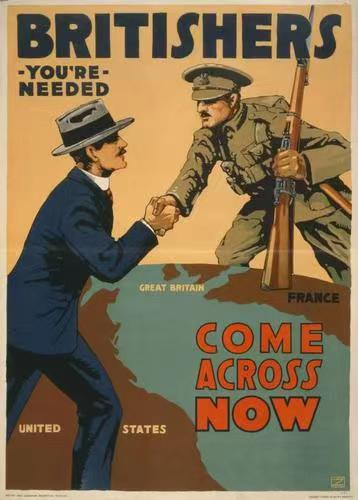 BRITISHERS
-YOU'RE-
NEEDED
GREAT BRITAIN
FRANCE
COME
ACROSS
NOW
UNITED STATES